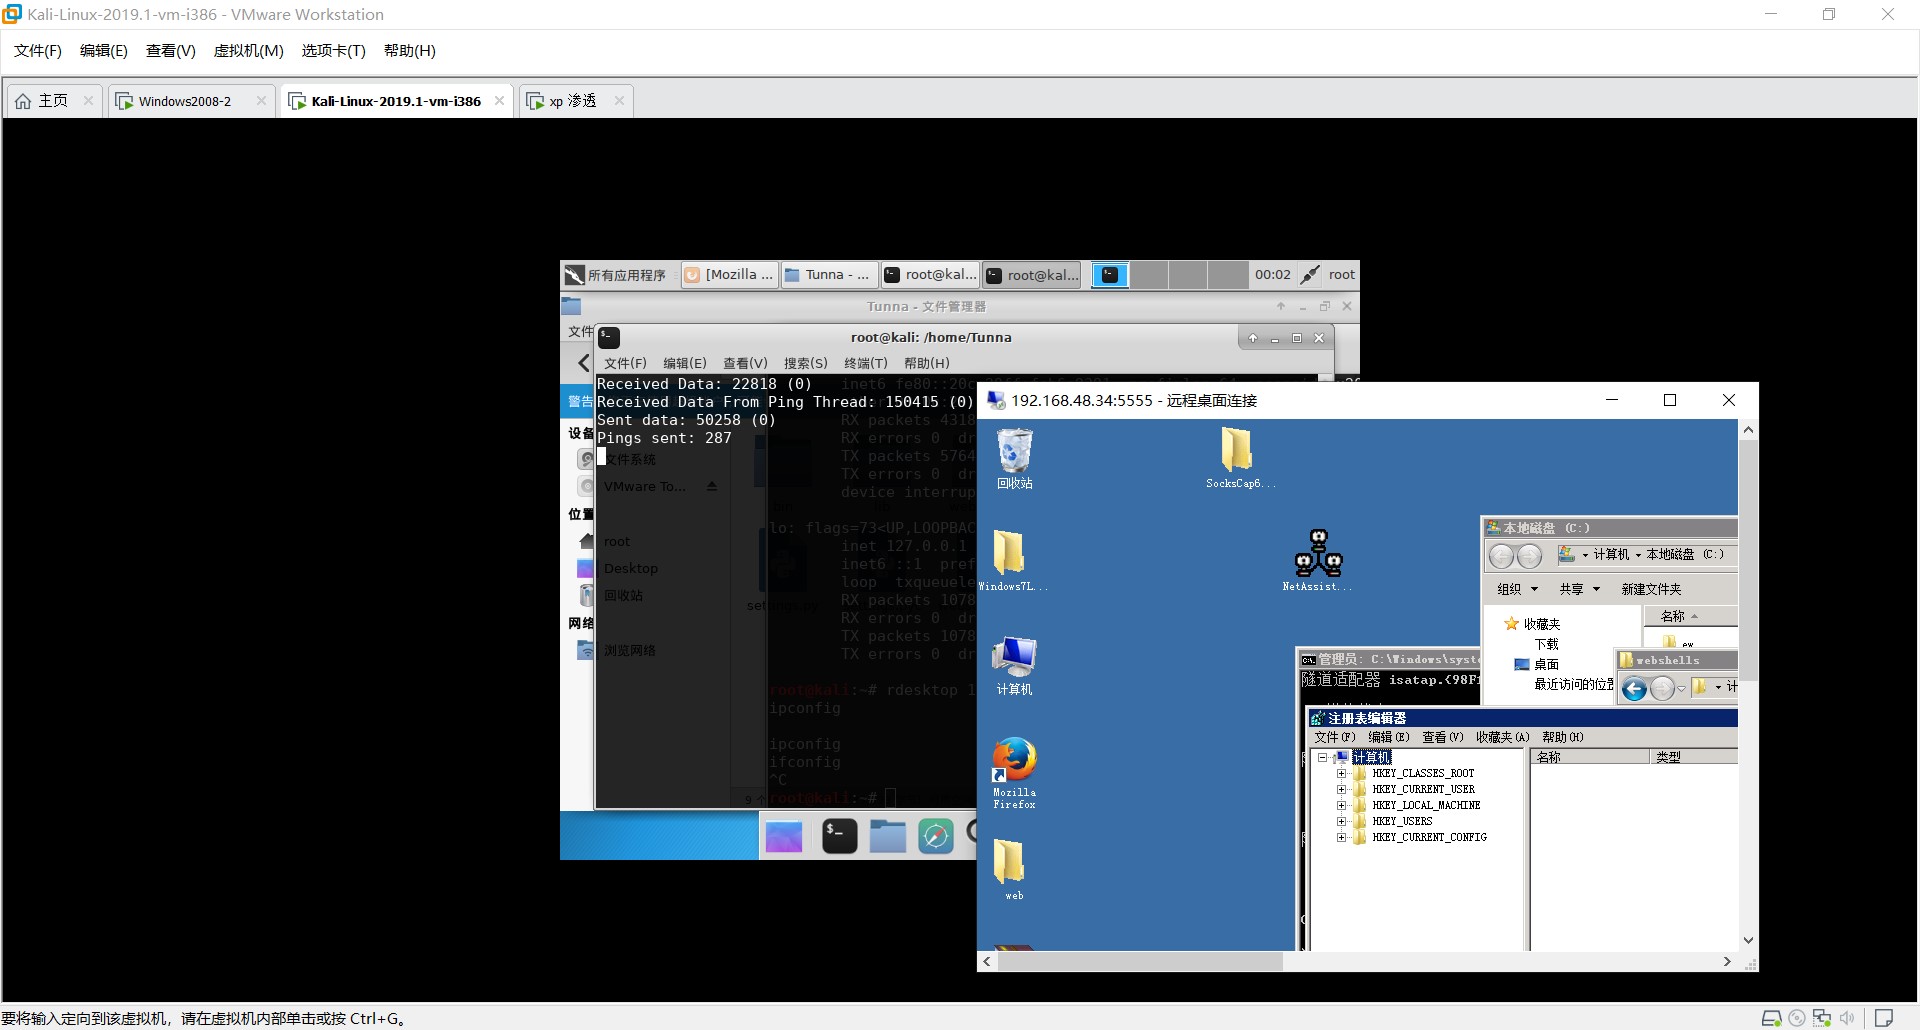 Kali-Linux-2019.1-vm-i386 - VMware Workstation
文件(F) 编辑(E) 查看(V) 虚拟机(M) 选项卡(T) 帮助(H)
主页 Windows2008-2 Kali-Linux-2019.1-vm-i386 xp 渗透
所有应用程序 [Mozilla ... Tunna - ... root@kal... root@kal... 00:02 root
Tunna - 文件管理器
文件
root@kali: /home/Tunna
文件(F) 编辑(E) 查看(V) 搜索(S) 终端(T) 帮助(H)
Received Data: 22818 (0)
Received Data From Ping Thread: 150415 (0)
Sent data: 50258 (0)
Pings sent: 287
警告
设备
文件系统
VMware To...
位置
root
Desktop
回收站
网络
浏览网络
RX packets 4318
RX errors 0 dr
TX packets 5764
TX errors 0 dr
device interrup
lo: flags=73<UP,LOOPBAC
inet 127.0.0.1
inet6 ::1 pref
loop txqueuele
RX packets 1078
RX errors 0 dr
TX packets 1078
TX errors 0 dr
root@kali:~# rdesktop 1
ipconfig
ipconfig
ifconfig
^C
root@kali:~#
192.168.48.34:5555 - 远程桌面连接
回收站
SocksCap6...
Windows7L...
NetAssist...
计算机
Mozilla
Firefox
web
本地磁盘 (C:)
计算机 本地磁盘 (C:)
组织 共享 新建文件夹
收藏夹
下载
桌面
最近访问的位置
名称
ew
webshells
管理员: C:\Windows\syste
隧道适配器 isatap.{98F1
注册表编辑器
文件(F) 编辑(E) 查看(V) 收藏夹(A) 帮助(H)
计算机
HKEY_CLASSES_ROOT
HKEY_CURRENT_USER
HKEY_LOCAL_MACHINE
HKEY_USERS
HKEY_CURRENT_CONFIG
名称 类型
要将输入定向到该虚拟机，请在虚拟机内部单击或按 Ctrl+G。